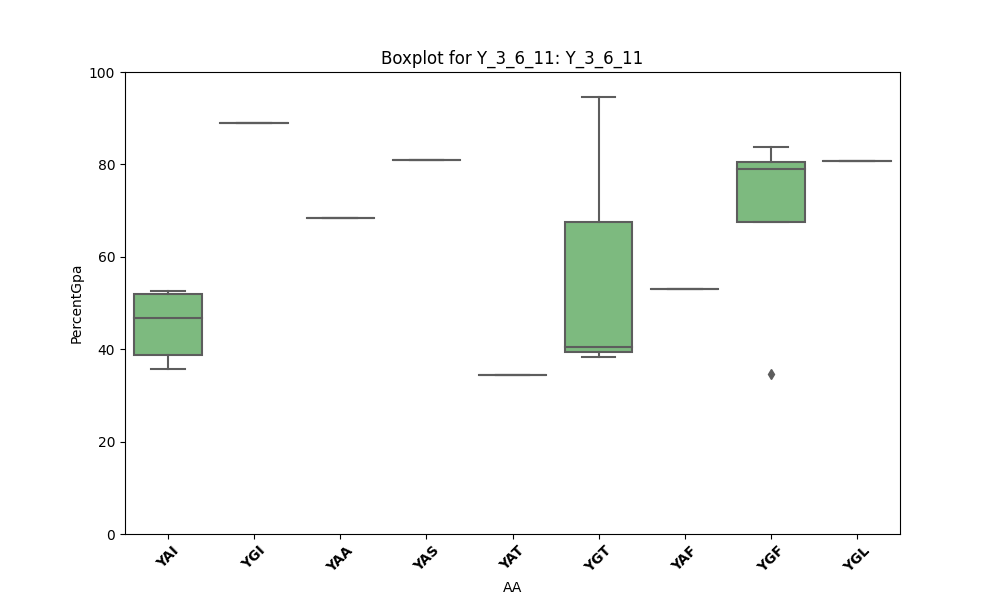 Boxplot for Y_3_6_11: Y_3_6_11
100
80
60
40
20
0
PercentGpa
YAI YGI YAA YAS YAT YGT YAF YGF YGL
AA